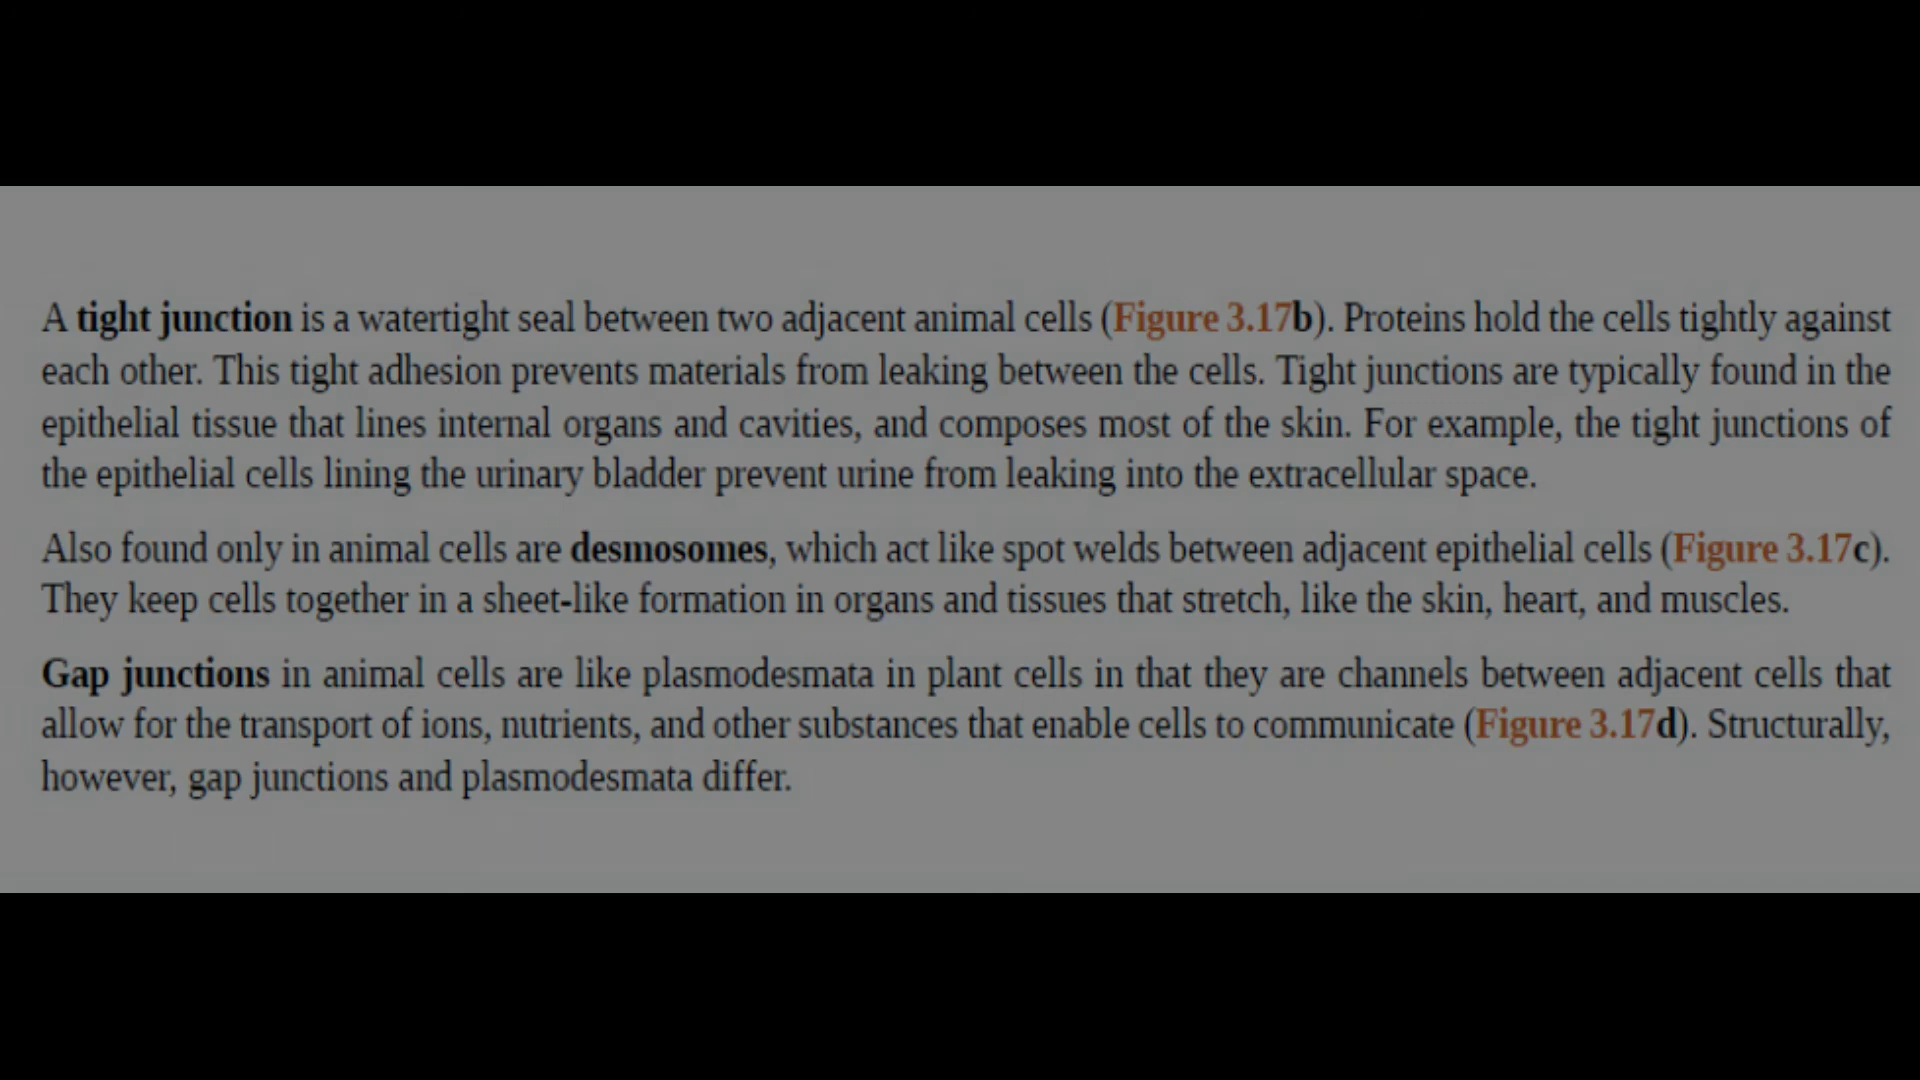 A tight junction is a watertight seal between two adjacent animal cells (Figure 3.17b). Proteins hold the cells tightly against
each other. This tight adhesion prevents materials from leaking between the cells. Tight junctions are typically found in the
epithelial tissue that lines internal organs and cavities, and composes most of the skin. For example, the tight junctions of
the epithelial cells lining the urinary bladder prevent urine from leaking into the extracellular space.
Also found only in animal cells are desmosomes, which act like spot welds between adjacent epithelial cells (Figure 3.17c).
They keep cells together in a sheet-like formation in organs and tissues that stretch, like the skin, heart, and muscles.
Gap junctions in animal cells are like plasmodesmata in plant cells in that they are channels between adjacent cells that
allow for the transport of ions, nutrients, and other substances that enable cells to communicate (Figure 3.17d). Structurally,
however, gap junctions and plasmodesmata differ.